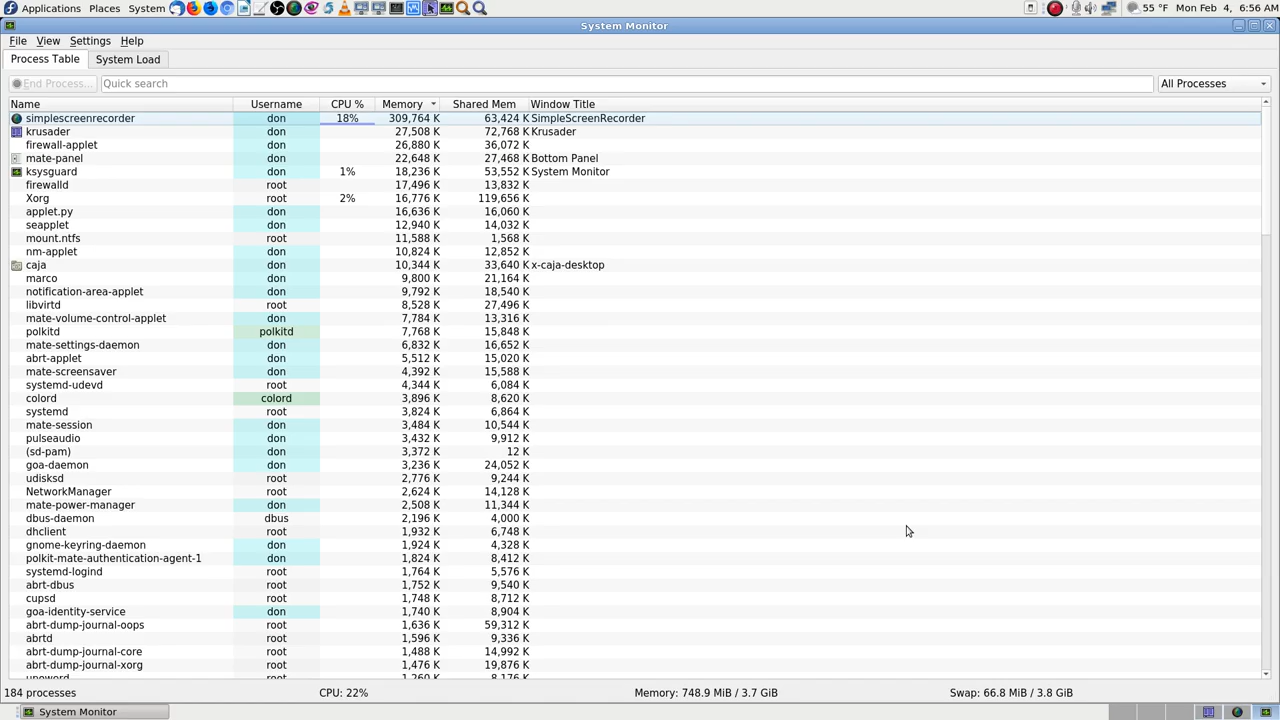 Applications Places System 55 °F Mon Feb 4, 6:56 AM
System Monitor
File View Settings Help
Process Table System Load
End Process... Quick search All Processes
Name Username CPU % Memory Shared Mem Window Title
simplescreenrecorder don 18% 309,764 K 63,424 K SimpleScreenRecorder
krusader don 27,508 K 72,768 K Krusader
firewall-applet don 26,880 K 36,072 K
mate-panel don 22,648 K 27,468 K Bottom Panel
ksysguard don 1% 18,236 K 53,552 K System Monitor
firewalld root 17,496 K 13,832 K
Xorg root 2% 16,776 K 119,656 K
applet.py don 16,636 K 16,060 K
seapplet don 12,940 K 14,032 K
mount.ntfs root 11,588 K 1,568 K
nm-applet don 10,824 K 12,852 K
caja don 10,344 K 33,640 K x-caja-desktop
marco don 9,800 K 21,164 K
notification-area-applet don 9,792 K 18,540 K
libvirtd root 8,528 K 27,496 K
mate-volume-control-applet don 7,784 K 13,316 K
polkitd polkitd 7,768 K 15,848 K
mate-settings-daemon don 6,832 K 16,652 K
abrt-applet don 5,512 K 15,020 K
mate-screensaver don 4,392 K 15,588 K
systemd-udevd root 4,344 K 6,084 K
colord colord 3,896 K 8,620 K
systemd root 3,824 K 6,864 K
mate-session don 3,484 K 10,544 K
pulseaudio don 3,432 K 9,912 K
(sd-pam) don 3,372 K 12 K
goa-daemon don 3,236 K 24,052 K
udisksd root 2,776 K 9,244 K
NetworkManager root 2,624 K 14,128 K
mate-power-manager don 2,508 K 11,344 K
dbus-daemon dbus 2,196 K 4,000 K
dhclient root 1,932 K 6,748 K
gnome-keyring-daemon don 1,924 K 4,328 K
polkit-mate-authentication-agent-1 don 1,824 K 8,412 K
systemd-logind root 1,764 K 5,576 K
abrt-dbus root 1,752 K 9,540 K
cupsd root 1,748 K 8,712 K
goa-identity-service don 1,740 K 8,904 K
abrt-dump-journal-oops root 1,636 K 59,312 K
abrtd root 1,596 K 9,336 K
abrt-dump-journal-core root 1,488 K 14,992 K
abrt-dump-journal-xorg root 1,476 K 19,876 K
upowerd root 1,260 K 8,176 K
184 processes CPU: 22% Memory: 748.9 MiB / 3.7 GiB Swap: 66.8 MiB / 3.8 GiB
System Monitor